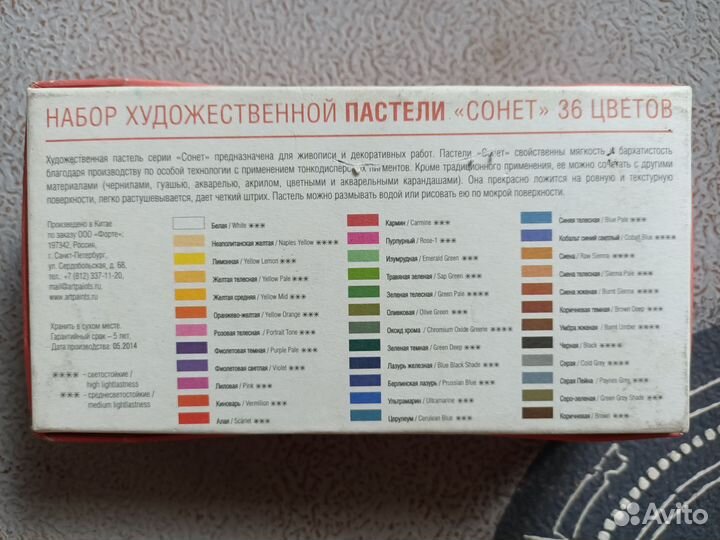 НАБОР ХУДОЖЕСТВЕННОЙ ПАСТЕЛИ «СОНЕТ» 36 ЦВЕТОВ
Художественная пастель серии «Сонет» предназначена для живописи и декоративных работ. Пастели «Сонет» свойственны мягкость и бархатистость
благодаря производству по особой технологии с применением тонкодисперсных пигментов. Кроме традиционного применения, ее можно сочетать с другими
материалами (чернилами, гуашью, акварелью, акрилом, цветными и акварельными карандашами). Она прекрасно ложится на ровную и текстурную
поверхности, легко растушевывается, дает четкий штрих. Пастель можно размывать водой или рисовать ею по мокрой поверхности.
Произведено в Китае
по заказу ООО «Форте»;
197342, Россия,
г. Санкт-Петербург,
ул. Сердобольская, д. 68,
тел. +7 (812) 337-11-20,
mail@artpaints.ru
www.artpaints.ru
Хранить в сухом месте.
Гарантийный срок – 5 лет.
Дата производства: 05.2014
**** - светостойкие /
high lightfastness
*** - среднесветостойкие /
medium lightfastness
Белая / White ***
Неаполитанская желтая / Naples Yellow ****
Лимонная / Yellow Lemon ***
Желтая телесная / Yellow Pale ***
Желтая средняя / Yellow Mid ***
Оранжево-желтая / Yellow Orange ***
Розовая телесная / Portrait Tone ***
Фиолетовая темная / Purple Pale ***
Фиолетовая светлая / Violet ***
Лиловая / Pink ***
Киноварь / Vermilion ***
Алая / Scarlet ***
Кармин / Carmine ***
Пурпурный / Rose-1 ***
Изумрудная / Emerald Green ***
Травяная зеленая / Sap Green ***
Зеленая телесная / Green Pale ****
Оливковая / Olive Green ***
Оксид хрома / Chromium Oxide Greene ***
Зеленая темная / Green Deep ***
Лазурь железная / Blue Black Shade ***
Берлинская лазурь / Prussian Blue ***
Ультрамарин / Ultramarine ***
Церулеум / Cerulean Blue ***
Синяя телесная / Blue Pale ***
Кобальт синий светлый / Cobalt Blue ****
Сиена / Raw Sienna ***
Сиена телесная / Sienna Pale ***
Сиена жженая / Burnt Sienna ***
Коричневая темная / Brown Deep ***
Умбра жженая / Burnt Umber ****
Черная / Black ****
Серая / Cold Grey ***
Серая Пейна / Paynes Grey ***
Серо-зеленая / Green Grey Shade ***
Коричневая / Brown ***
Avito